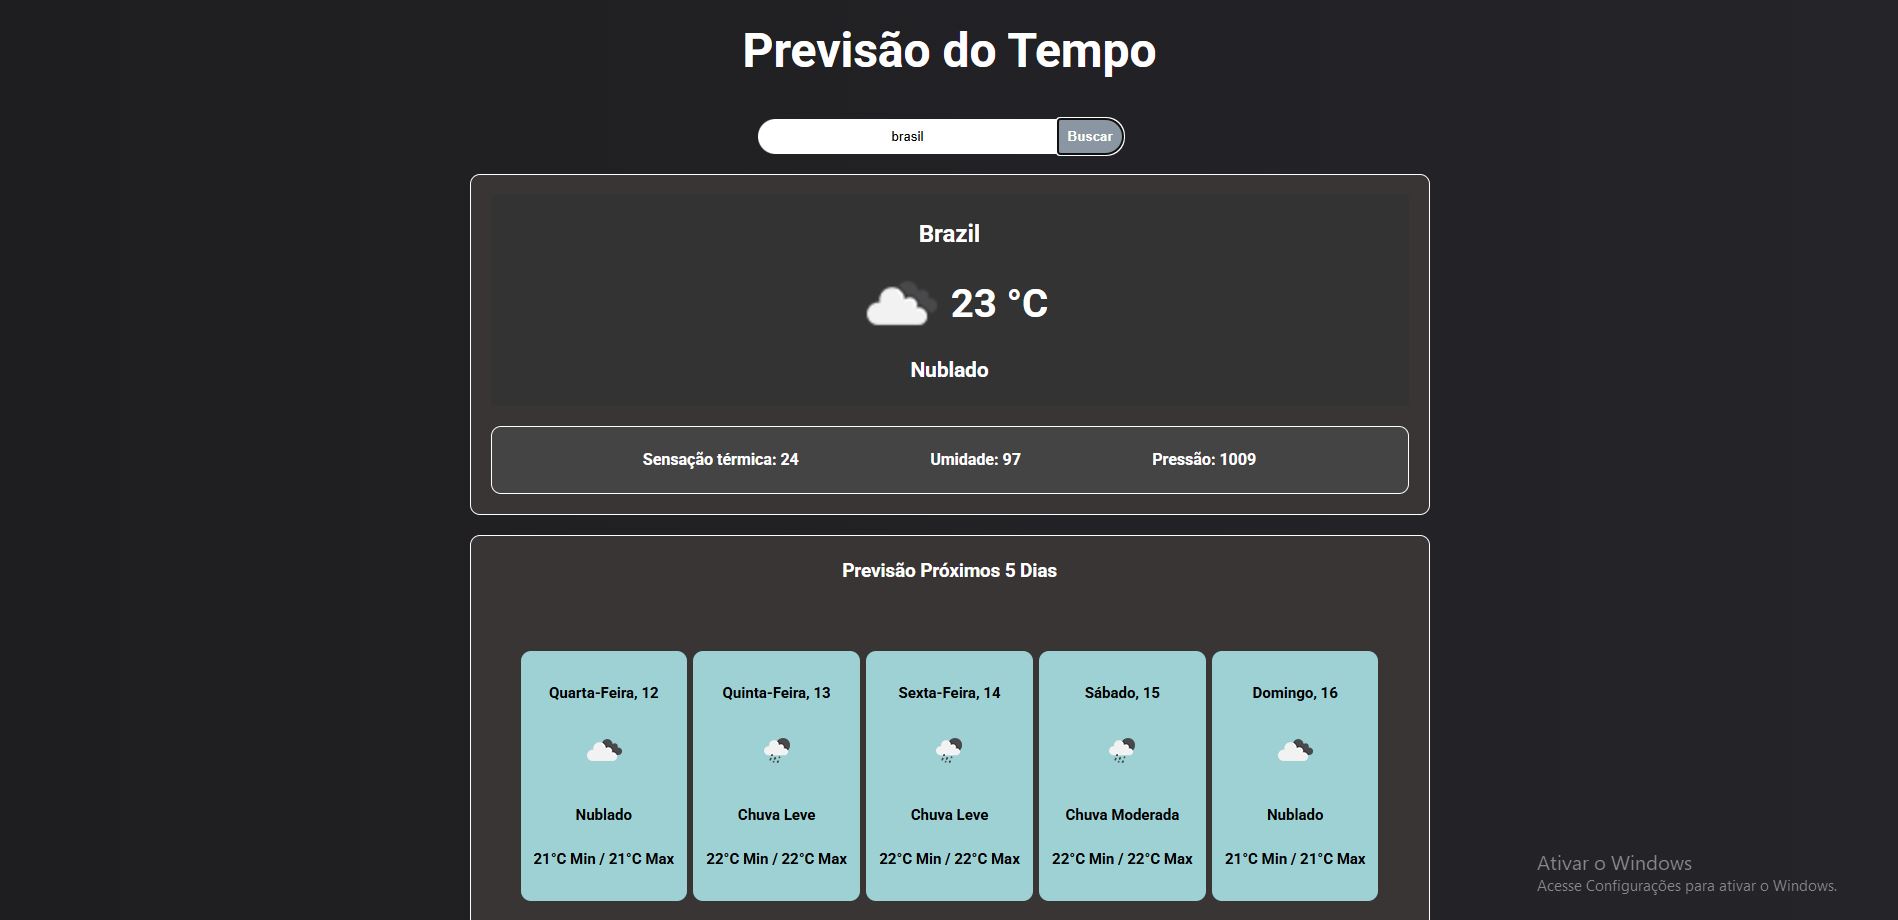 Previsão do Tempo
brasil Buscar
Brazil
23 °C
Nublado
Sensação térmica: 24 Umidade: 97 Pressão: 1009
Previsão Próximos 5 Dias
Quarta-Feira, 12 Quinta-Feira, 13 Sexta-Feira, 14 Sábado, 15 Domingo, 16
Nublado Chuva Leve Chuva Leve Chuva Moderada Nublado
21°C Min / 21°C Max 22°C Min / 22°C Max 22°C Min / 22°C Max 22°C Min / 22°C Max 21°C Min / 21°C Max
Ativar o Windows
Acesse Configurações para ativar o Windows.